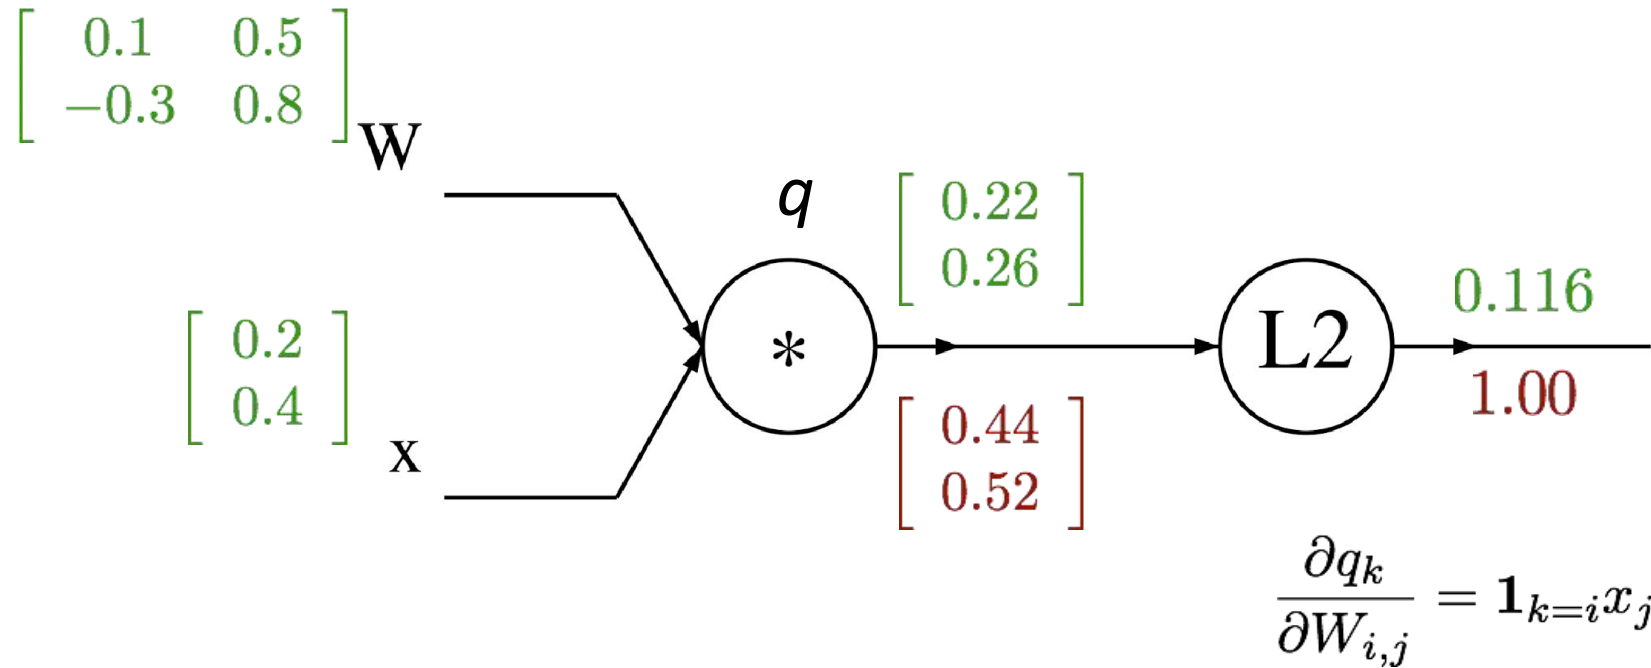 0.1 0.5
−0.3 0.8
W
q
0.22
0.26
0.2
0.4
x
*
L2
0.116
1.00
0.44
0.52
∂q_k/∂W_{i,j} = 1_{k=i}x_j